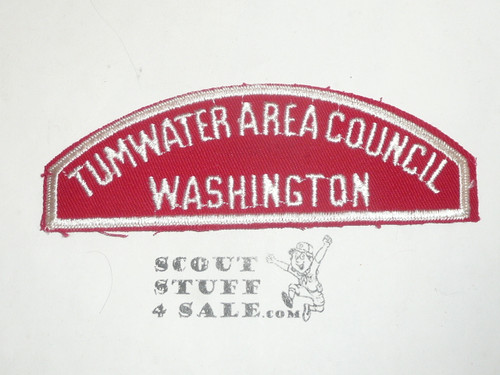 TUMWATER AREA COUNCIL
WASHINGTON
SCOUT
STUFF
4 SALE.COM